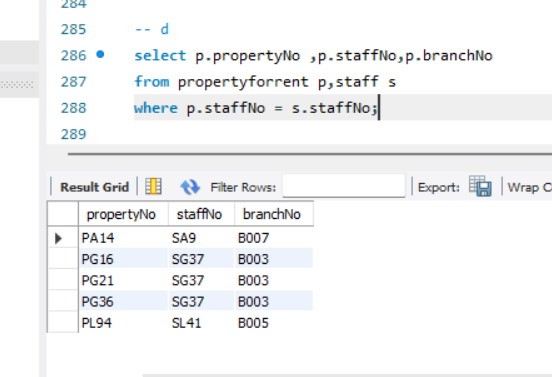 284
285 -- d
286 select p.propertyNo ,p.staffNo,p.branchNo
287 from propertyforrent p,staff s
288 where p.staffNo = s.staffNo;
289
Result Grid Filter Rows: Export: Wrap C
propertyNo staffNo branchNo
PA14 SA9 B007
PG16 SG37 B003
PG21 SG37 B003
PG36 SG37 B003
PL94 SL41 B005